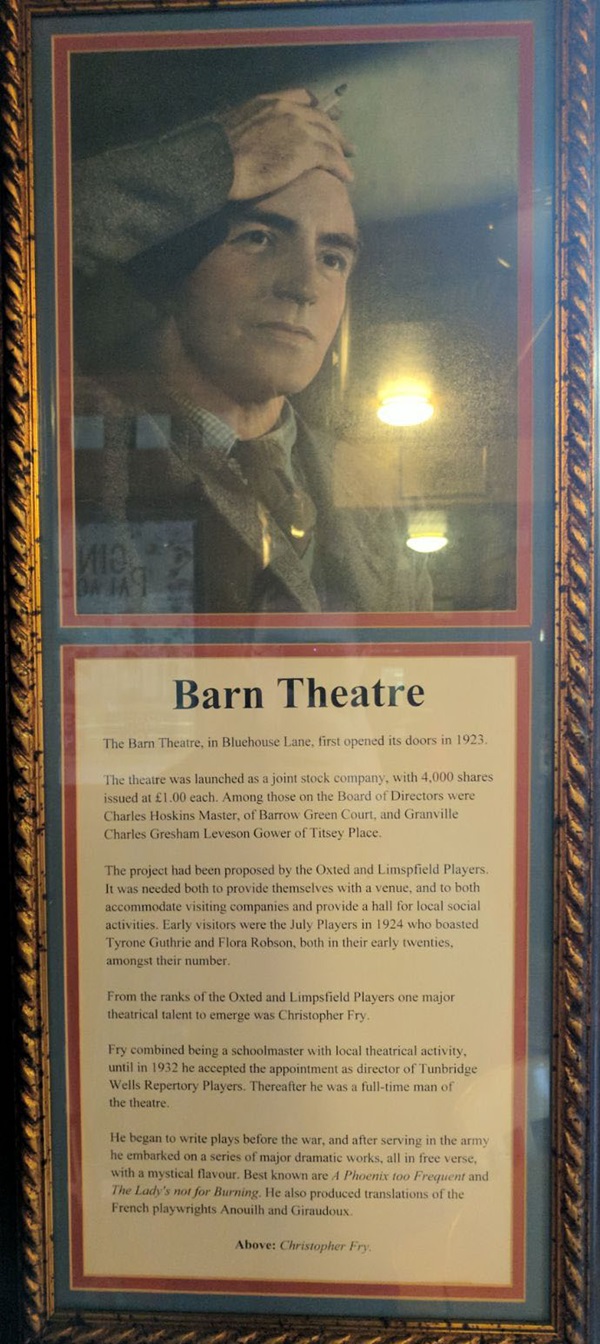 GIN
PALACE
Barn Theatre
The Barn Theatre, in Bluehouse Lane, first opened its doors in 1923.
The theatre was launched as a joint stock company, with 4,000 shares
issued at £1.00 each. Among those on the Board of Directors were
Charles Hoskins Master, of Barrow Green Court, and Granville
Charles Gresham Leveson Gower of Titsey Place.
The project had been proposed by the Oxted and Limspfield Players.
It was needed both to provide themselves with a venue, and to both
accommodate visiting companies and provide a hall for local social
activities. Early visitors were the July Players in 1924 who boasted
Tyrone Guthrie and Flora Robson, both in their early twenties,
amongst their number.
From the ranks of the Oxted and Limpsfield Players one major
theatrical talent to emerge was Christopher Fry.
Fry combined being a schoolmaster with local theatrical activity,
until in 1932 he accepted the appointment as director of Tunbridge
Wells Repertory Players. Thereafter he was a full-time man of
the theatre.
He began to write plays before the war, and after serving in the army
he embarked on a series of major dramatic works, all in free verse,
with a mystical flavour. Best known are A Phoenix too Frequent and
The Lady's not for Burning. He also produced translations of the
French playwrights Anouilh and Giraudoux.
Above: Christopher Fry.